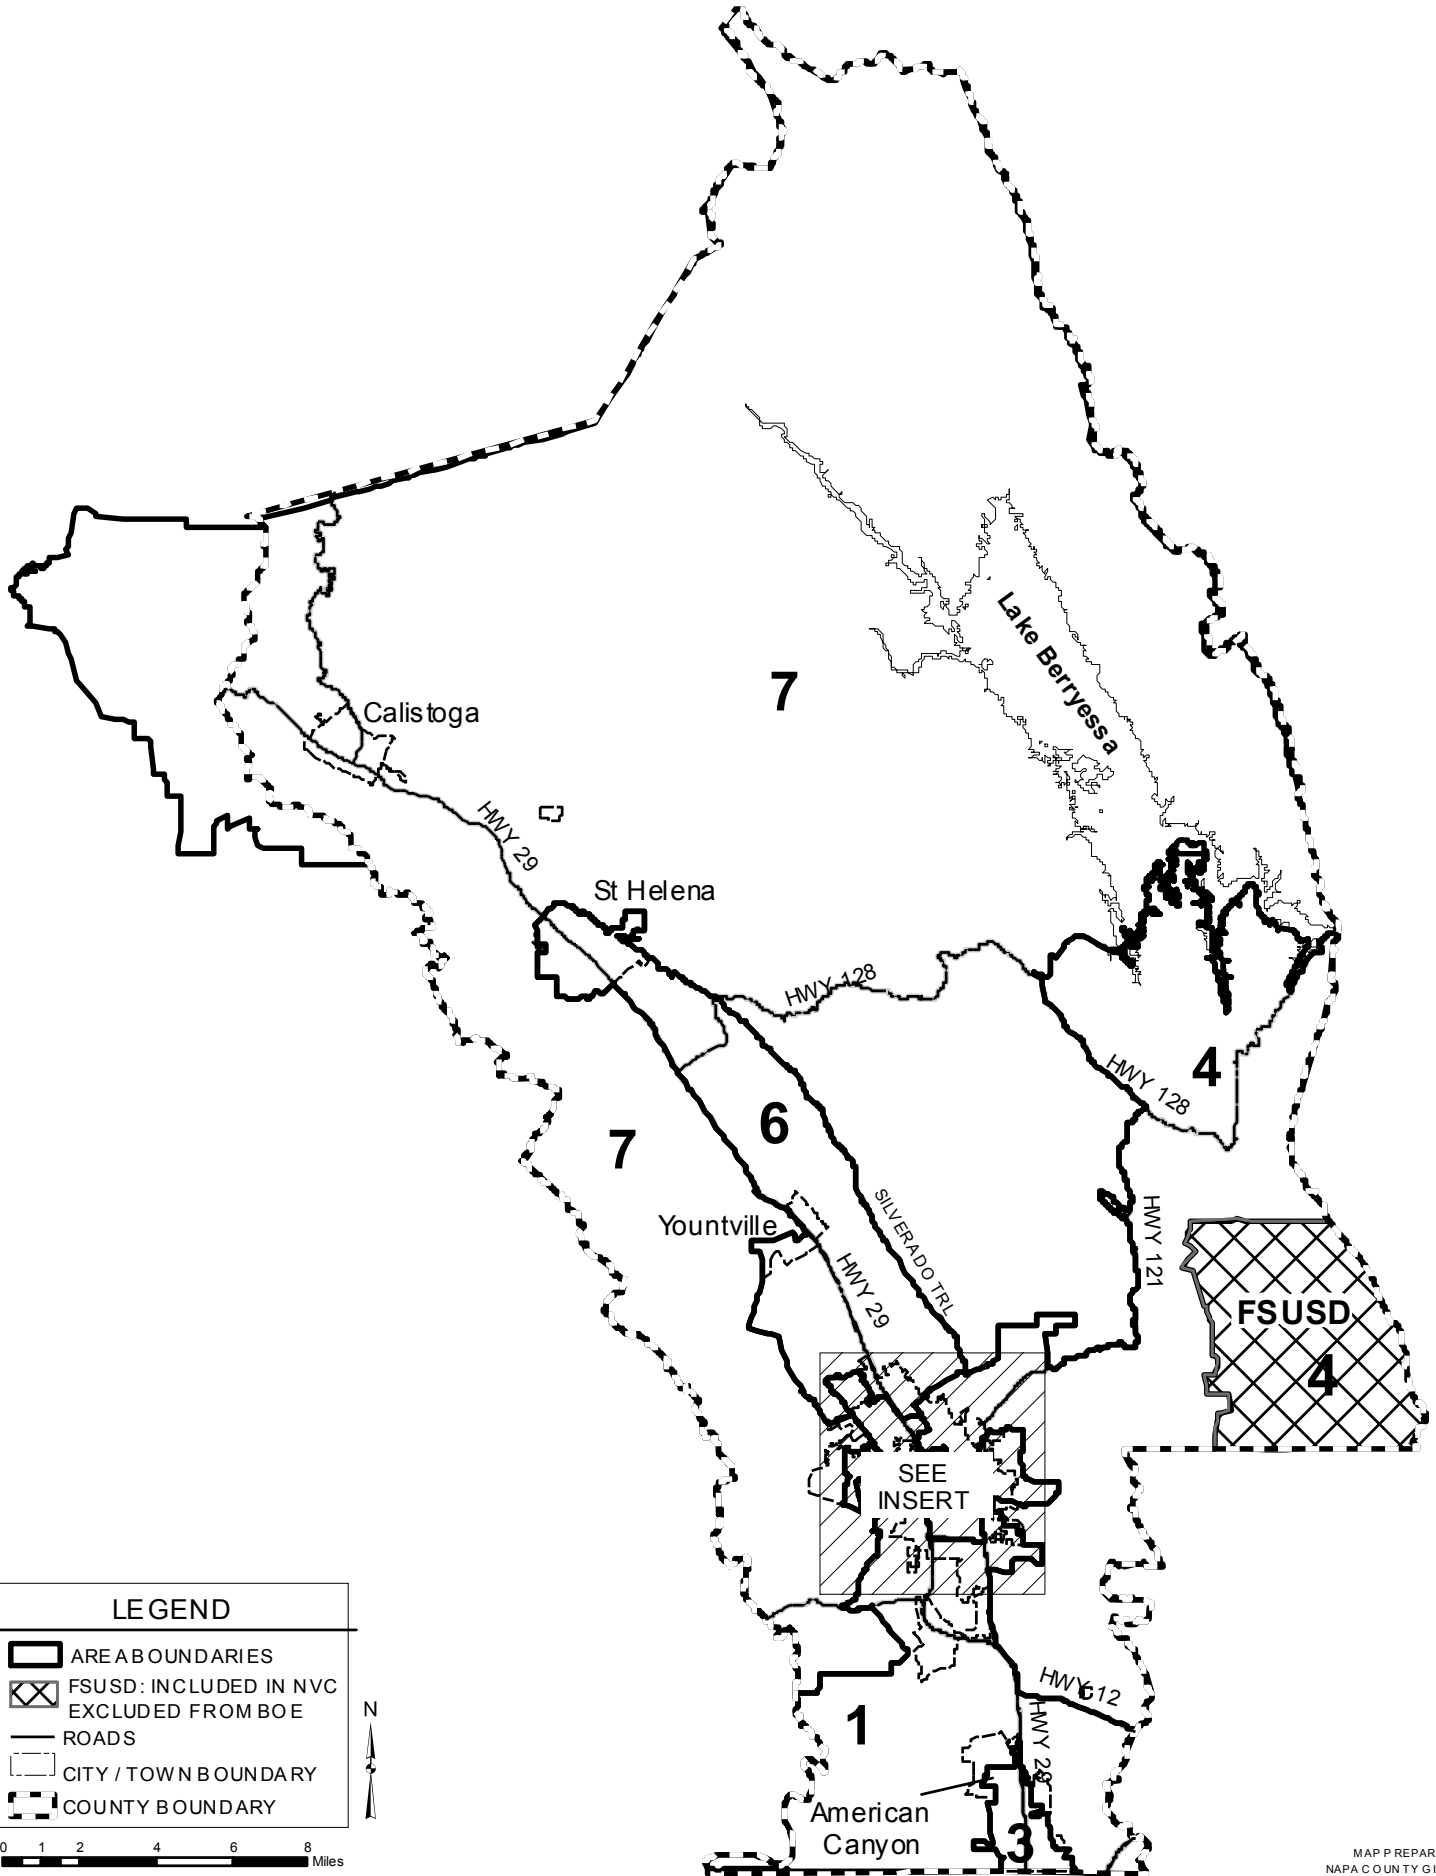 Lake Berryessa
7
Calistoga
HWY 29
St Helena
HWY 128
4
HWY 128
6
7
SILVERADO TRL
Yountville
HWY 121
HWY 29
FSUSD
4
SEE
INSERT
HWY 12
1
HWY 29
American
Canyon
3
LEGEND
AREA BOUNDARIES
FSUSD: INCLUDED IN NVC
EXCLUDED FROM BOE
ROADS
CITY / TOWN BOUNDARY
COUNTY BOUNDARY
N
0 1 2 4 6 8
Miles
MAP PREPAR
NAPA COUNTY GI